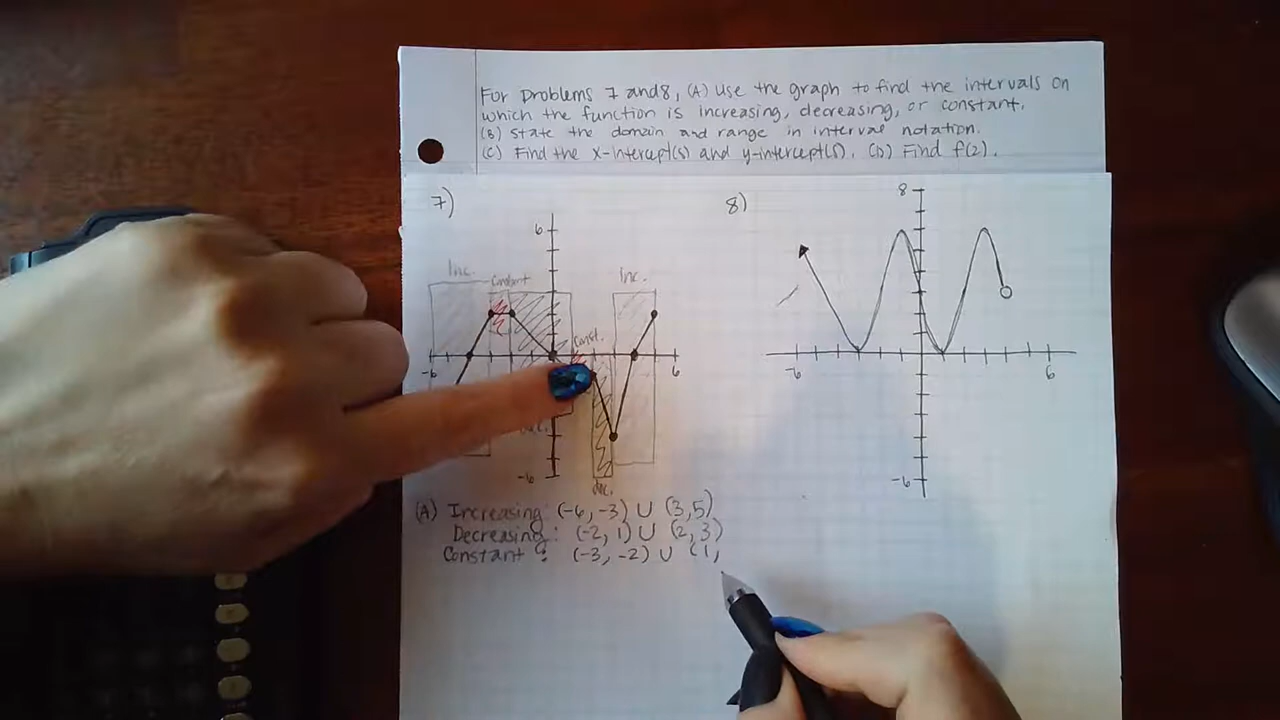 For Problems 7 and 8, (A) Use the graph to find the intervals on
which the function is increasing, decreasing, or constant.
(B) State the domain and range in interval notation.
(C) Find the x-intercept(s) and y-intercept(s). (D) Find f(2).
7)
8)
6
8
Inc.
Constant
Inc.
Const.
-6
6
-6
6
-6
dec.
-6
(A) Increasing: (-6, -3) ∪ (3,5)
Decreasing: (-2, 1) ∪ (2, 3)
Constant: (-3, -2) ∪ (1,